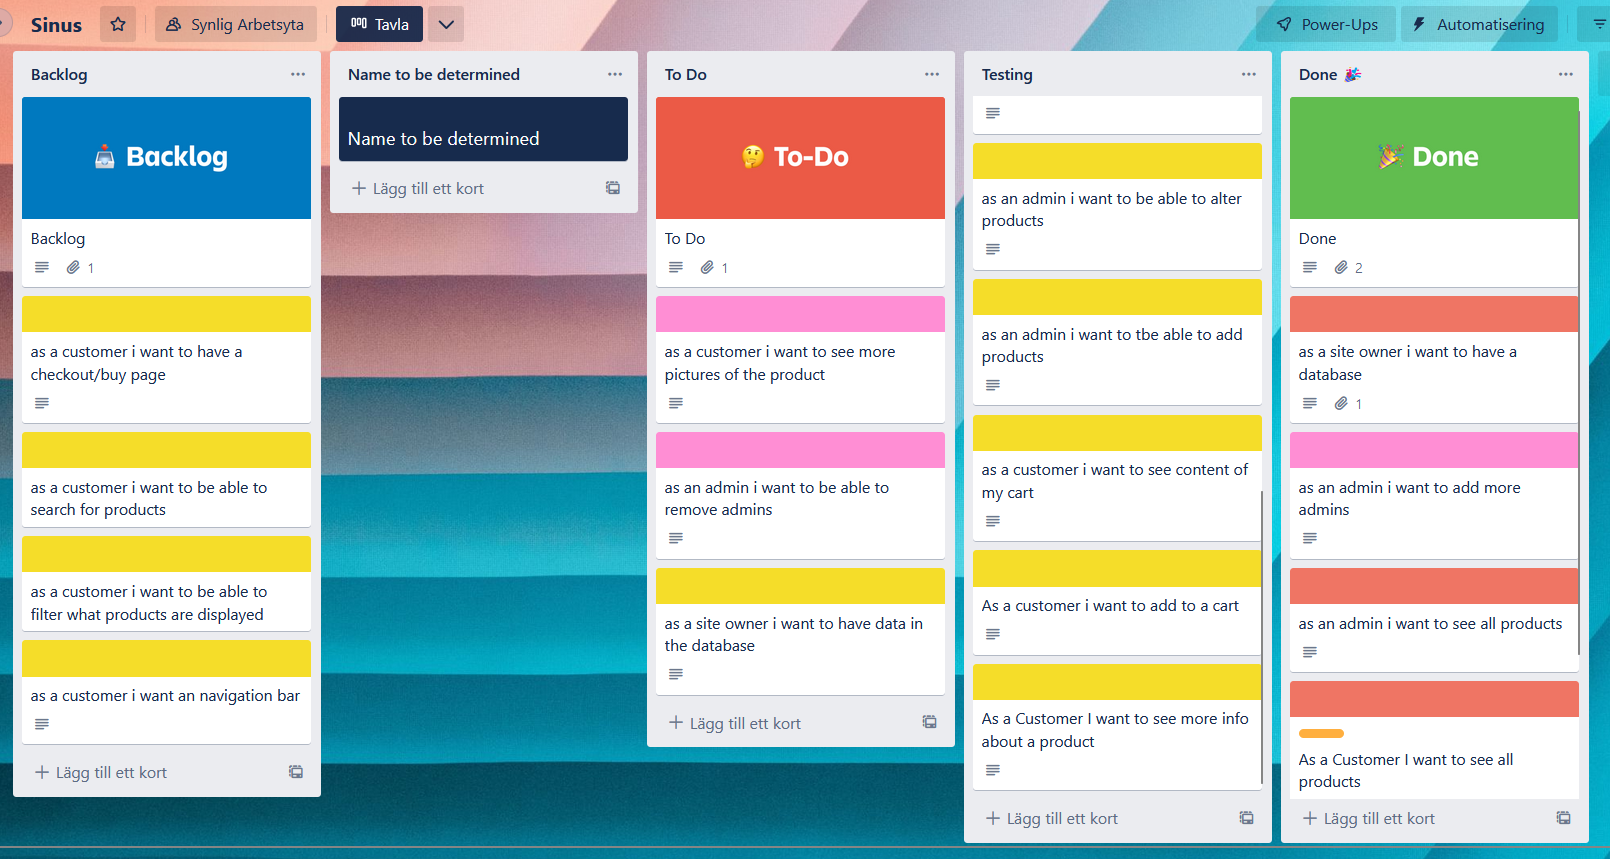 Sinus
Synlig Arbetsyta
Tavla
Power-Ups
Automatisering
Backlog
Backlog
Backlog
1
as a customer i want to have a
checkout/buy page
as a customer i want to be able to
search for products
as a customer i want to be able to
filter what products are displayed
as a customer i want an navigation bar
Lägg till ett kort
Name to be determined
Name to be determined
Lägg till ett kort
To Do
To-Do
To Do
1
as a customer i want to see more
pictures of the product
as an admin i want to be able to
remove admins
as a site owner i want to have data in
the database
Lägg till ett kort
Testing
as an admin i want to be able to alter
products
as an admin i want to tbe able to add
products
as a customer i want to see content of
my cart
As a customer i want to add to a cart
As a Customer I want to see more info
about a product
Lägg till ett kort
Done
Done
Done
2
as a site owner i want to have a
database
1
as an admin i want to add more
admins
as an admin i want to see all products
As a Customer I want to see all
products
Lägg till ett kort